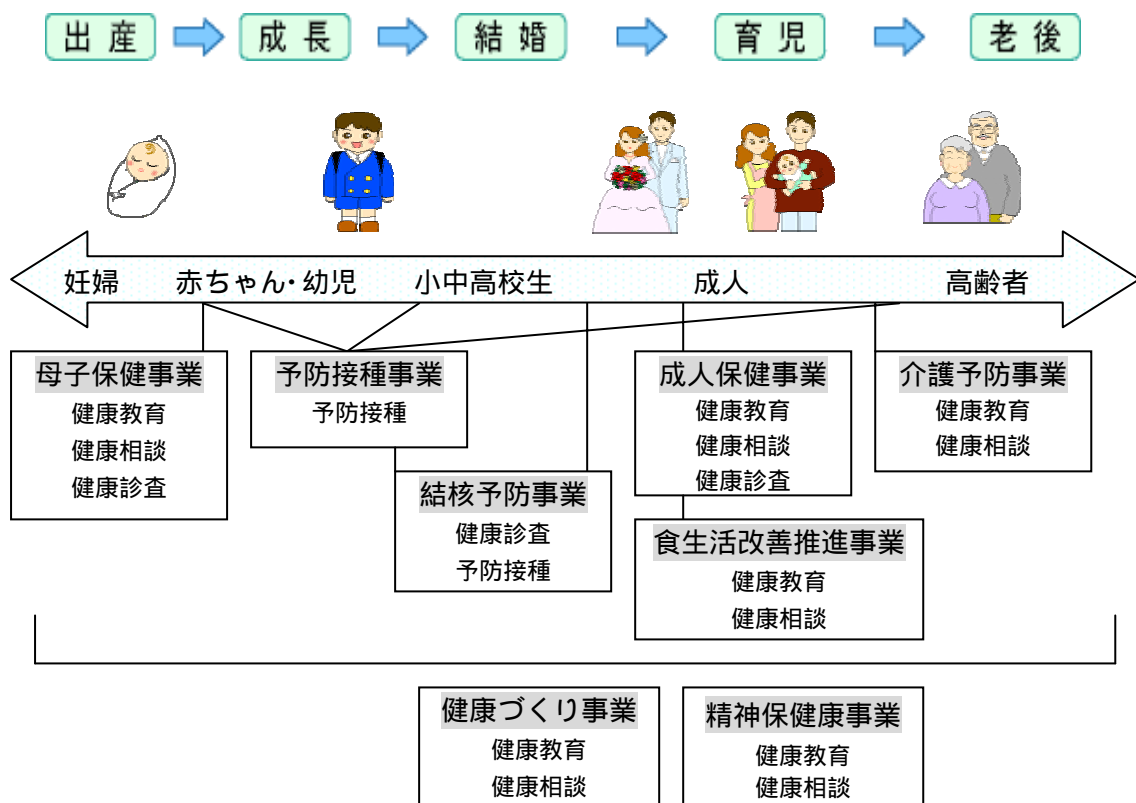 出産 成長 結婚 育児 老後
妊婦 赤ちゃん・幼児 小中高校生 成人 高齢者
母子保健事業
健康教育
健康相談
健康診査
予防接種事業
予防接種
結核予防事業
健康診査
予防接種
成人保健事業
健康教育
健康相談
健康診査
食生活改善推進事業
健康教育
健康相談
介護予防事業
健康教育
健康相談
健康づくり事業
健康教育
健康相談
精神保健康事業
健康教育
健康相談